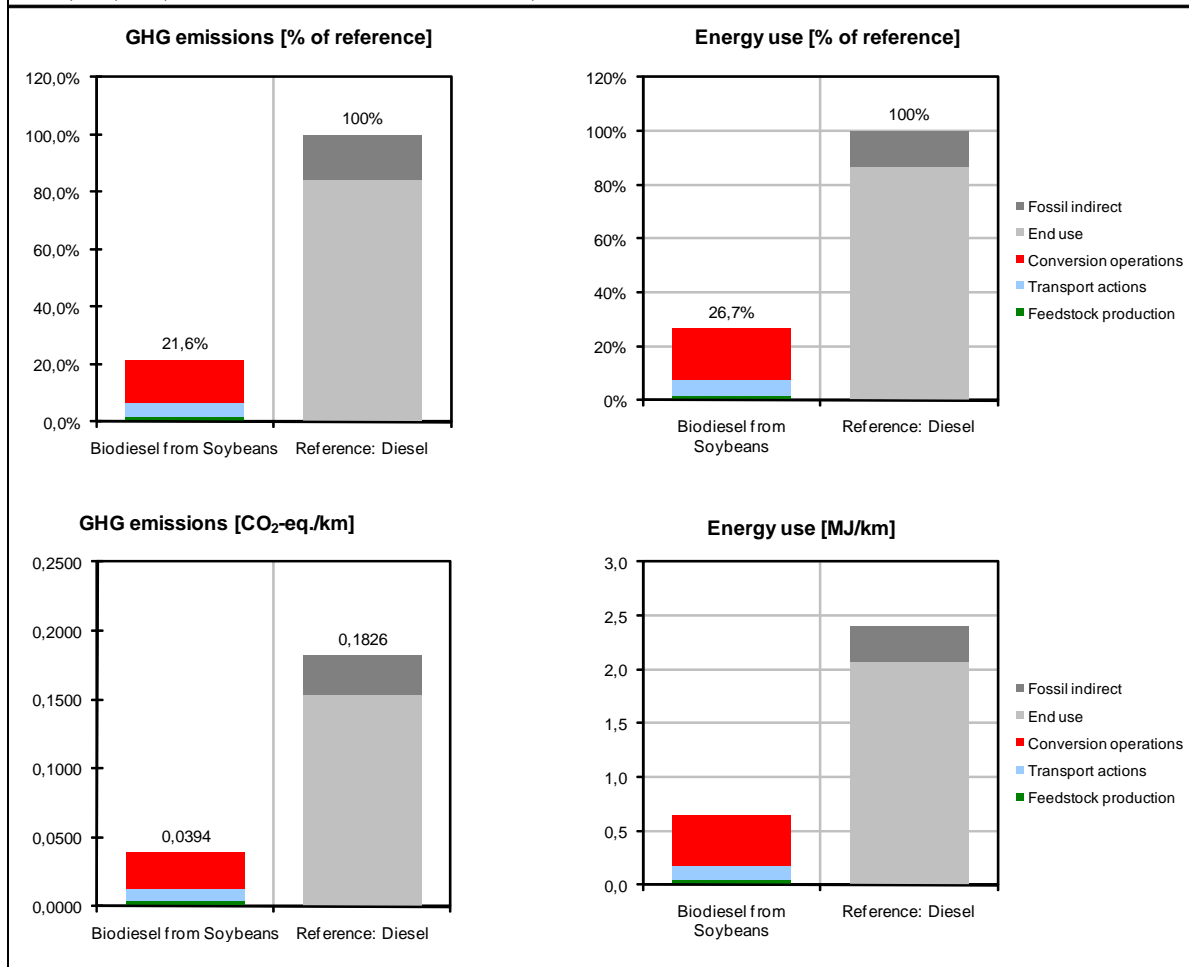 GHG emissions [% of reference]
120,0%
100,0%
80,0%
60,0%
40,0%
20,0%
0,0%
21,6%
100%
Biodiesel from Soybeans
Reference: Diesel
Energy use [% of reference]
120%
100%
80%
60%
40%
20%
0%
26,7%
100%
Biodiesel from
Soybeans
Reference: Diesel
Fossil indirect
End use
Conversion operations
Transport actions
Feedstock production
GHG emissions [CO₂-eq./km]
0,2500
0,2000
0,1500
0,1000
0,0500
0,0000
0,0394
0,1826
Biodiesel from Soybeans
Reference: Diesel
Energy use [MJ/km]
3,0
2,5
2,0
1,5
1,0
0,5
0,0
Biodiesel from
Soybeans
Reference: Diesel
Fossil indirect
End use
Conversion operations
Transport actions
Feedstock production